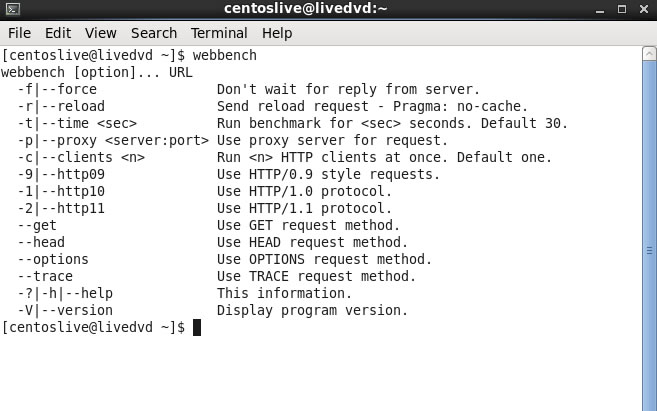 centoslive@livedvd:~
File Edit View Search Terminal Help
[centoslive@livedvd ~]$ webbench
webbench [option]... URL
  -f|--force               Don't wait for reply from server.
  -r|--reload              Send reload request - Pragma: no-cache.
  -t|--time <sec>          Run benchmark for <sec> seconds. Default 30.
  -p|--proxy <server:port> Use proxy server for request.
  -c|--clients <n>         Run <n> HTTP clients at once. Default one.
  -9|--http09              Use HTTP/0.9 style requests.
  -1|--http10              Use HTTP/1.0 protocol.
  -2|--http11              Use HTTP/1.1 protocol.
  --get                    Use GET request method.
  --head                   Use HEAD request method.
  --options                Use OPTIONS request method.
  --trace                  Use TRACE request method.
  -?|-h|--help             This information.
  -V|--version             Display program version.
[centoslive@livedvd ~]$